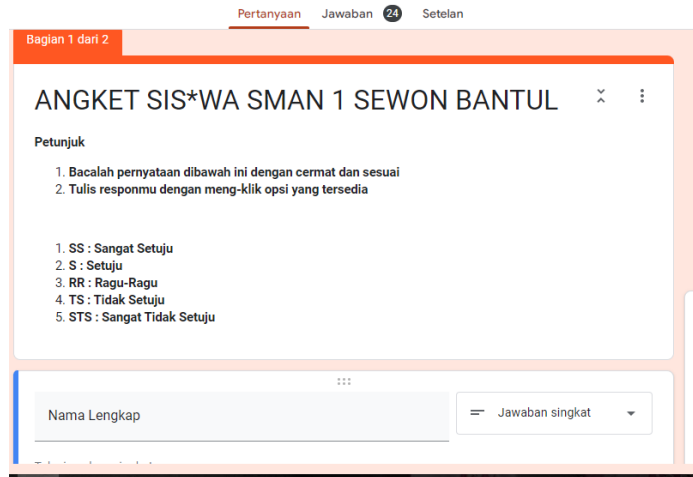 Pertanyaan Jawaban 24 Setelan
Bagian 1 dari 2
ANGKET SIS*WA SMAN 1 SEWON BANTUL
Petunjuk
1. Bacalah pernyataan dibawah ini dengan cermat dan sesuai
2. Tulis responmu dengan meng-klik opsi yang tersedia
1. SS : Sangat Setuju
2. S : Setuju
3. RR : Ragu-Ragu
4. TS : Tidak Setuju
5. STS : Sangat Tidak Setuju
Nama Lengkap
Jawaban singkat